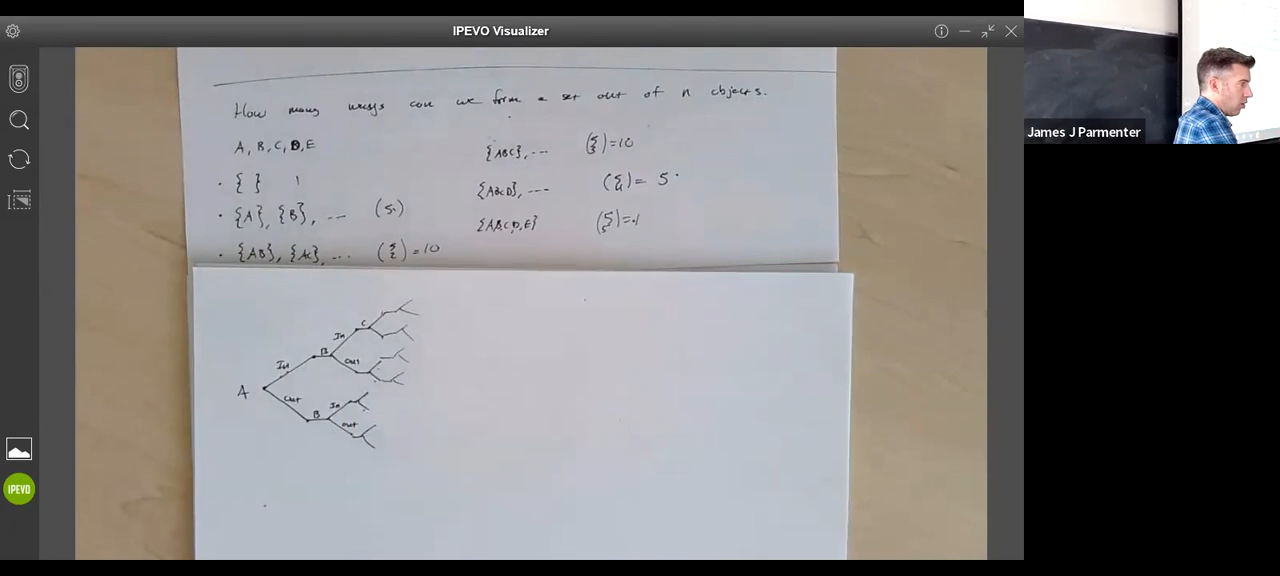 IPEVO Visualizer
How many ways can we form a set out of n objects.
A, B, C, D, E
· { } 1
· {A}, {B}, ... (5)
· {AB}, {AC}, ... (5 2) = 10
{ABC}, ... (5 3) = 10
{ABCD}, ... (5 4) = 5
{A,B,C,D,E} (5 5) = 1
A
In
B
In
C
Out
Out
B
In
Out
IPEVO
James J Parmenter